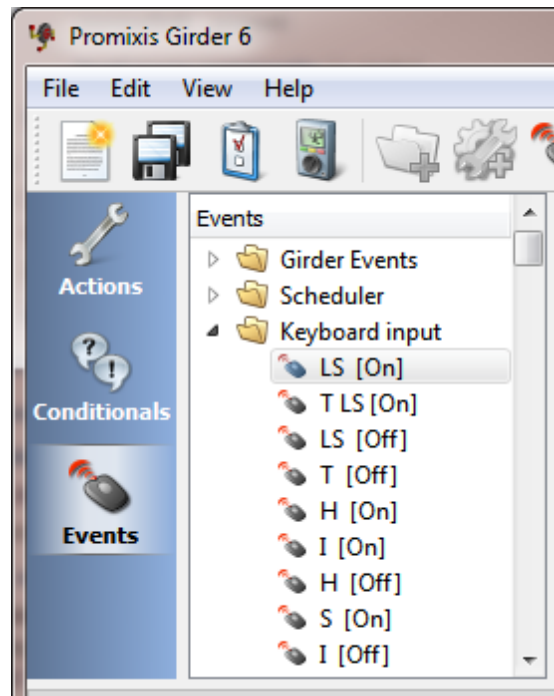 Promixis Girder 6
File Edit View Help
Actions
Conditionals
Events
Events
Girder Events
Scheduler
Keyboard input
LS [On]
T LS [On]
LS [Off]
T [Off]
H [On]
I [On]
H [Off]
S [On]
I [Off]